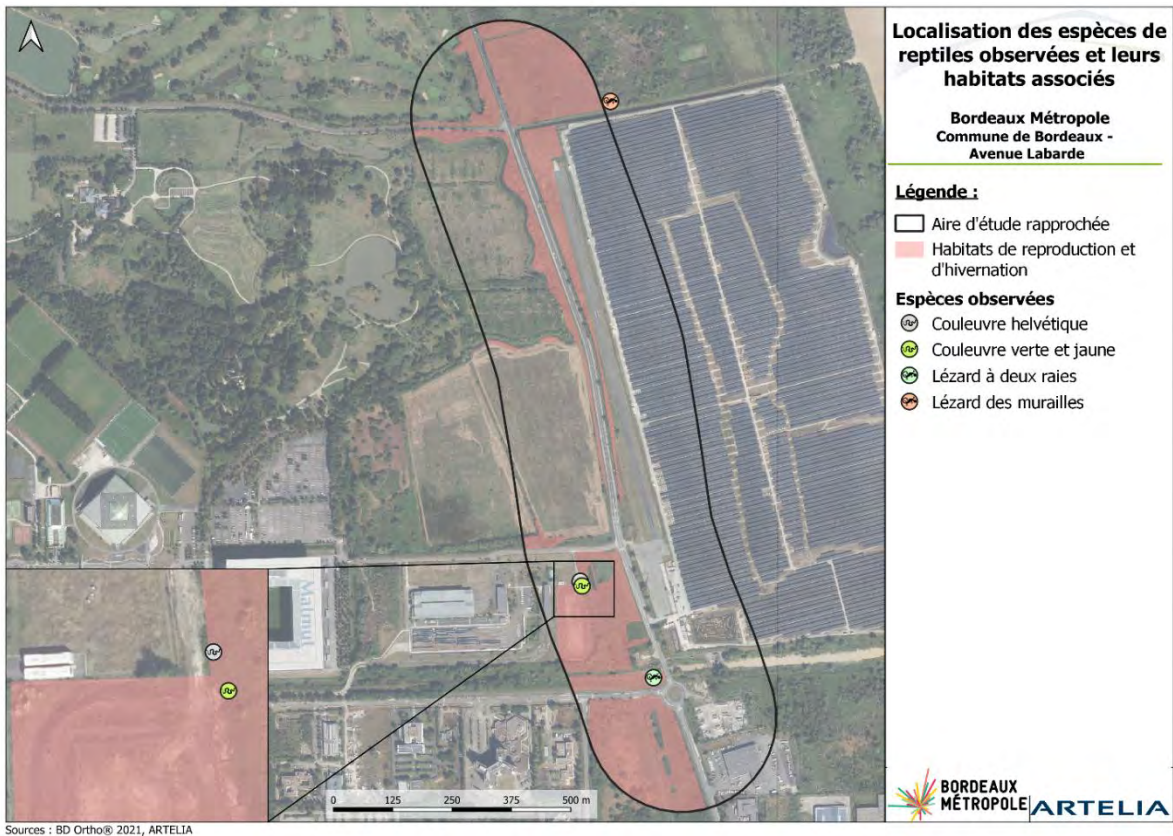 Localisation des espèces de
reptiles observées et leurs
habitats associés
Bordeaux Métropole
Commune de Bordeaux -
Avenue Labarde
Légende :
Aire d'étude rapprochée
Habitats de reproduction et
d'hivernation
Espèces observées
Couleuvre helvétique
Couleuvre verte et jaune
Lézard à deux raies
Lézard des murailles
Malmut
0 125 250 375 500 m
BORDEAUX
MÉTROPOLE
ARTELIA
Sources : BD Ortho® 2021, ARTELIA